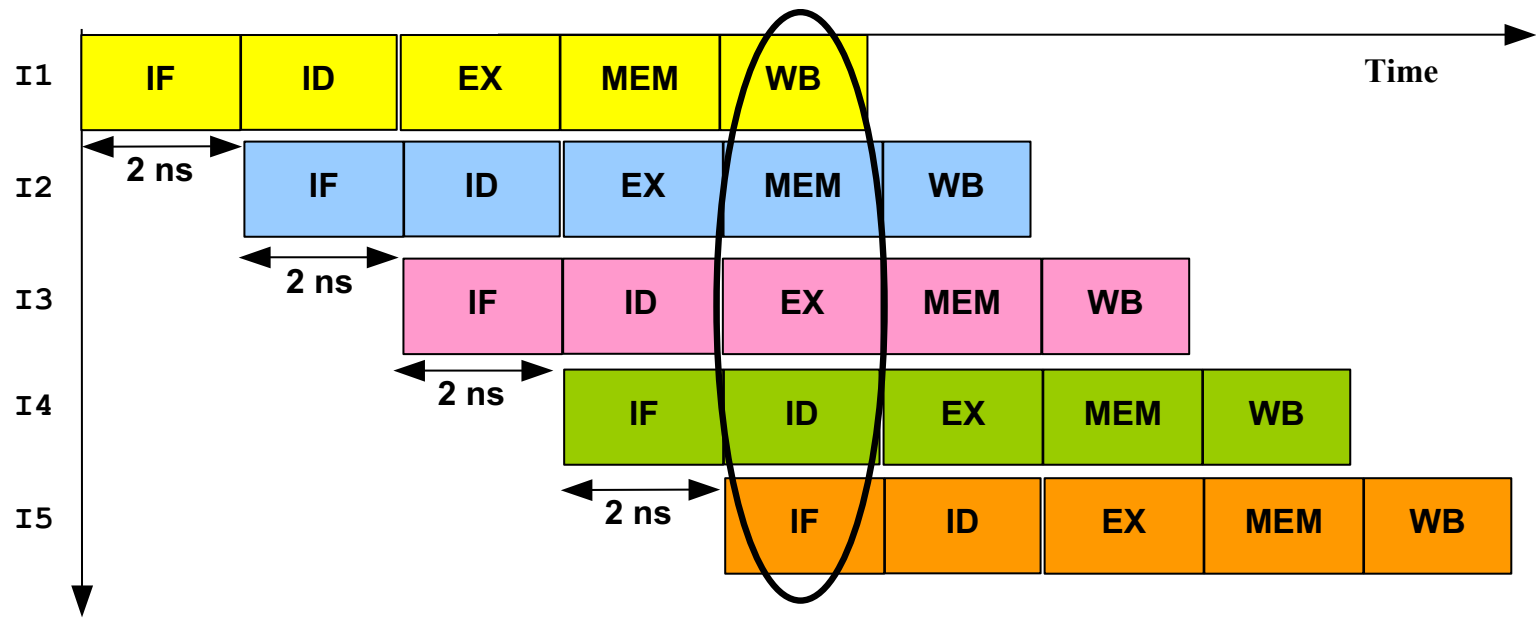 I1 IF ID EX MEM WB
Time
2 ns
I2 IF ID EX MEM WB
2 ns
I3 IF ID EX MEM WB
2 ns
I4 IF ID EX MEM WB
2 ns
I5 IF ID EX MEM WB